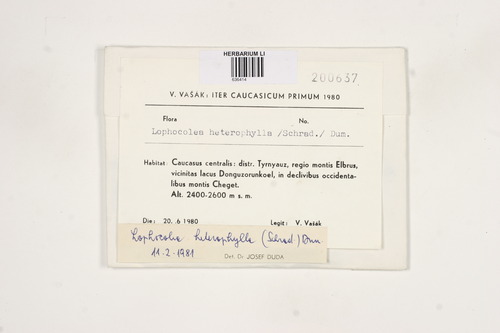 HERBARIUM LI
636414
200637
V. VAŠÁK: ITER CAUCASICUM PRIMUM 1980
Flora No.
Lophocolea heterophylla /Schrad./ Dum.
Habitat Caucasus centralis: distr. Tyrnyauz, regio montis Elbrus,
vicinitas lacus Donguzorunkoel, in declivibus occidenta-
libus montis Cheget.
Alt. 2400-2600 m s. m.
Die: 20. 6 1980 Legit: V. Vašák
Lophocolea heterophylla (Schrad.) Dum.
11-2-1981
Det. Dr JOSEF DUDA